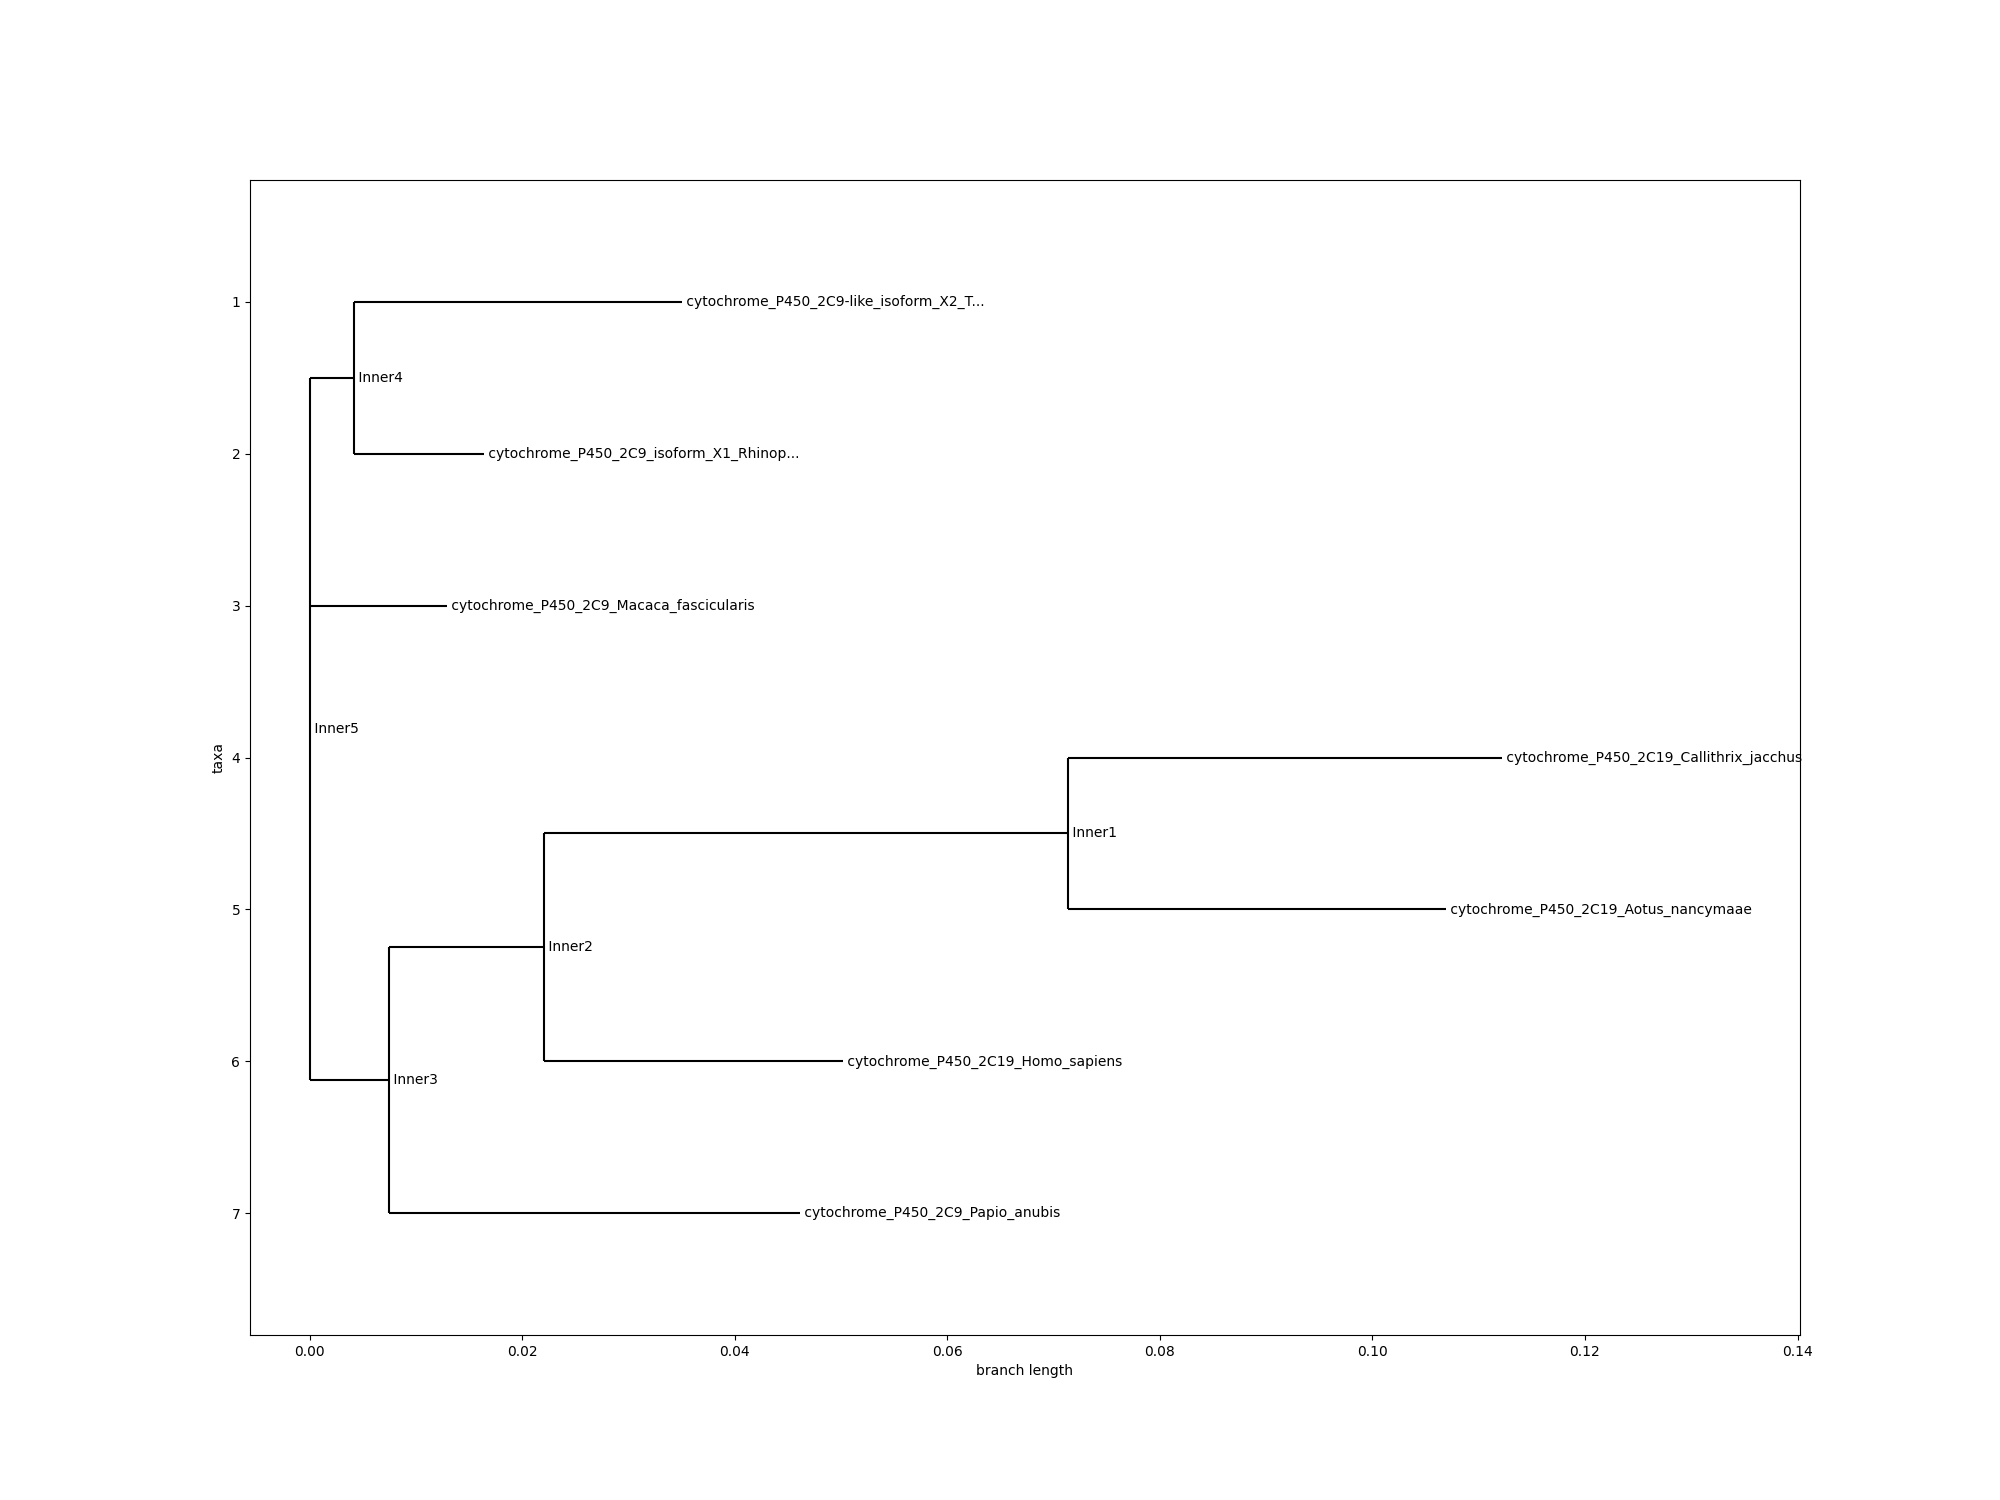 1
cytochrome_P450_2C9-like_isoform_X2_T...
Inner4
2
cytochrome_P450_2C9_isoform_X1_Rhinop...
3
cytochrome_P450_2C9_Macaca_fascicularis
Inner5
taxa
4
cytochrome_P450_2C19_Callithrix_jacchus
Inner1
5
cytochrome_P450_2C19_Aotus_nancymaae
Inner2
6
cytochrome_P450_2C19_Homo_sapiens
Inner3
7
cytochrome_P450_2C9_Papio_anubis
0.00 0.02 0.04 0.06 0.08 0.10 0.12 0.14
branch length